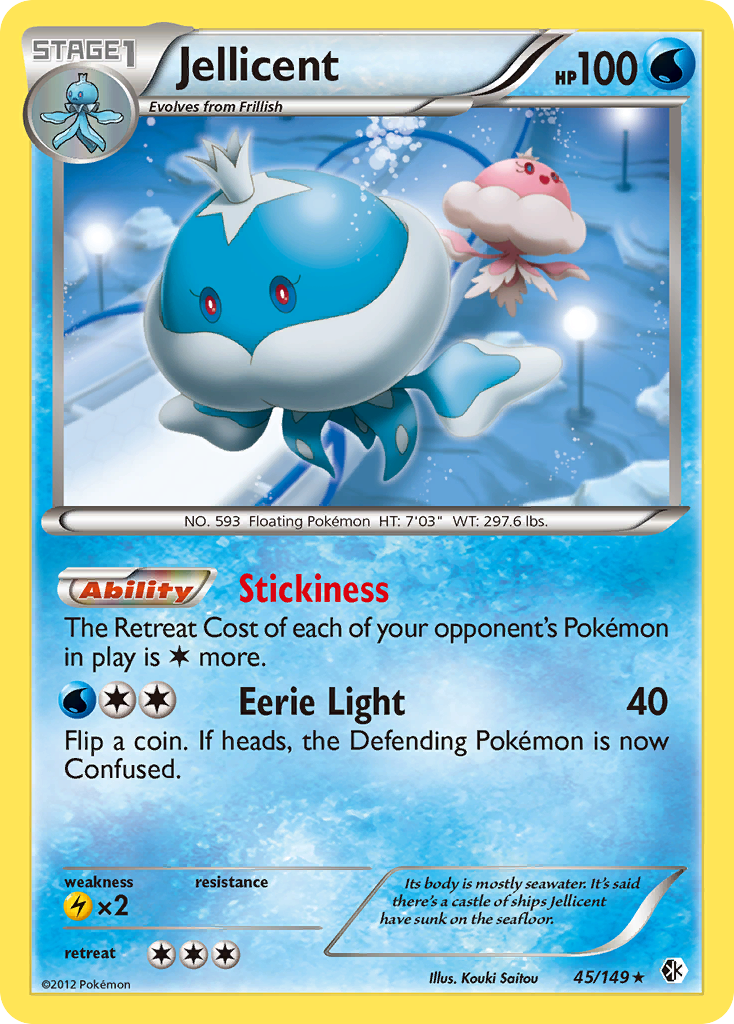 STAGE1
Jellicent
HP100
Evolves from Frillish
NO. 593 Floating Pokémon HT: 7'03" WT: 297.6 lbs.
Ability Stickiness
The Retreat Cost of each of your opponent's Pokémon
in play is more.
Eerie Light 40
Flip a coin. If heads, the Defending Pokémon is now
Confused.
weakness resistance
×2
retreat
Its body is mostly seawater. It's said
there's a castle of ships Jellicent
have sunk on the seafloor.
©2012 Pokémon
Illus. Kouki Saitou
45/149★